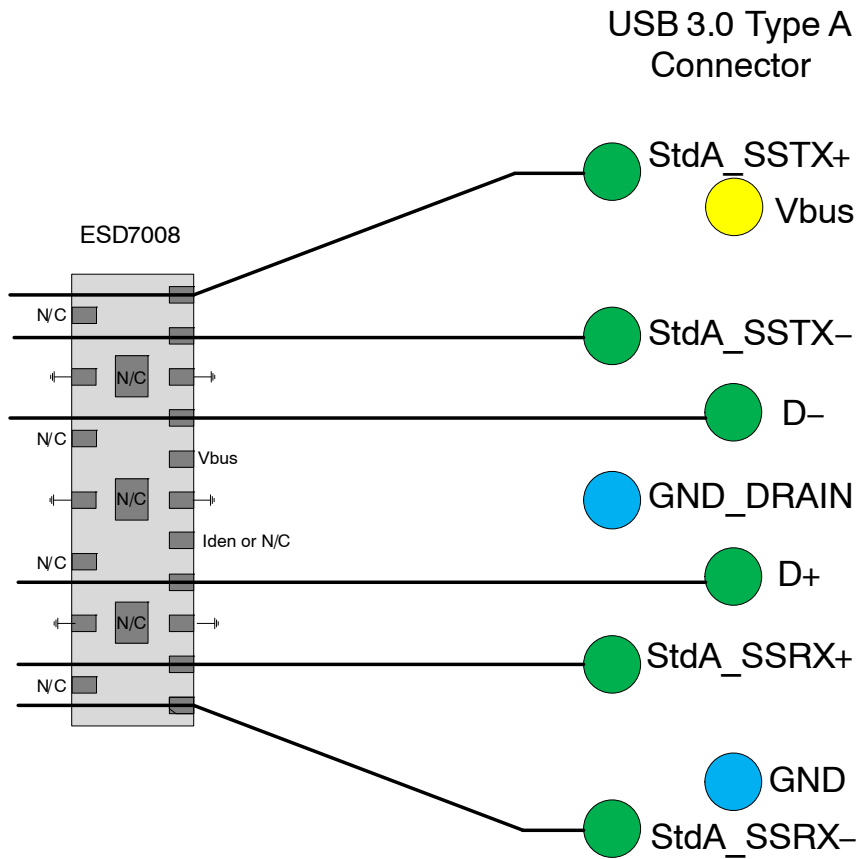 USB 3.0 Type A
Connector
StdA_SSTX+
Vbus
ESD7008
N/C
StdA_SSTX−
N/C
D−
N/C
Vbus
N/C
GND_DRAIN
Iden or N/C
N/C
D+
N/C
StdA_SSRX+
N/C
GND
StdA_SSRX−